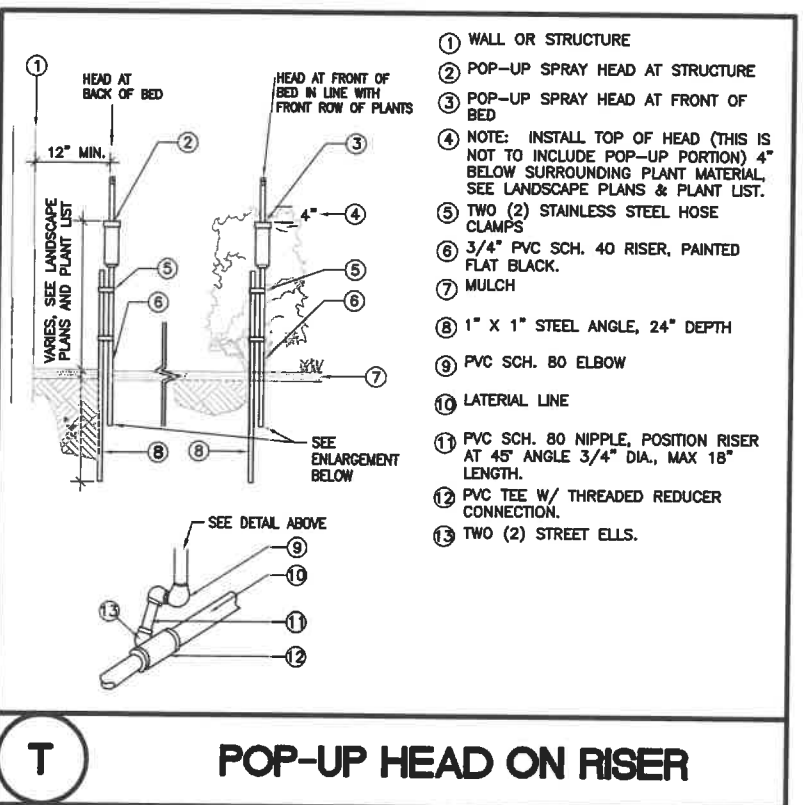 1
HEAD AT
BACK OF BED
HEAD AT FRONT OF
BED IN LINE WITH
FRONT ROW OF PLANTS
12" MIN.
2
3
4"
4
VARIES, SEE LANDSCAPE
PLANS AND PLANT LIST
5
5
6
6
7
24"
8
8
SEE
ENLARGEMENT
BELOW
SEE DETAIL ABOVE
9
10
13
11
12
1 WALL OR STRUCTURE
2 POP-UP SPRAY HEAD AT STRUCTURE
3 POP-UP SPRAY HEAD AT FRONT OF
BED
4 NOTE: INSTALL TOP OF HEAD (THIS IS
NOT TO INCLUDE POP-UP PORTION) 4"
BELOW SURROUNDING PLANT MATERIAL,
SEE LANDSCAPE PLANS & PLANT LIST.
5 TWO (2) STAINLESS STEEL HOSE
CLAMPS
6 3/4" PVC SCH. 40 RISER, PAINTED
FLAT BLACK.
7 MULCH
8 1" X 1" STEEL ANGLE, 24" DEPTH
9 PVC SCH. 80 ELBOW
10 LATERIAL LINE
11 PVC SCH. 80 NIPPLE, POSITION RISER
AT 45° ANGLE 3/4" DIA., MAX 18"
LENGTH.
12 PVC TEE W/ THREADED REDUCER
CONNECTION.
13 TWO (2) STREET ELLS.
T
POP-UP HEAD ON RISER